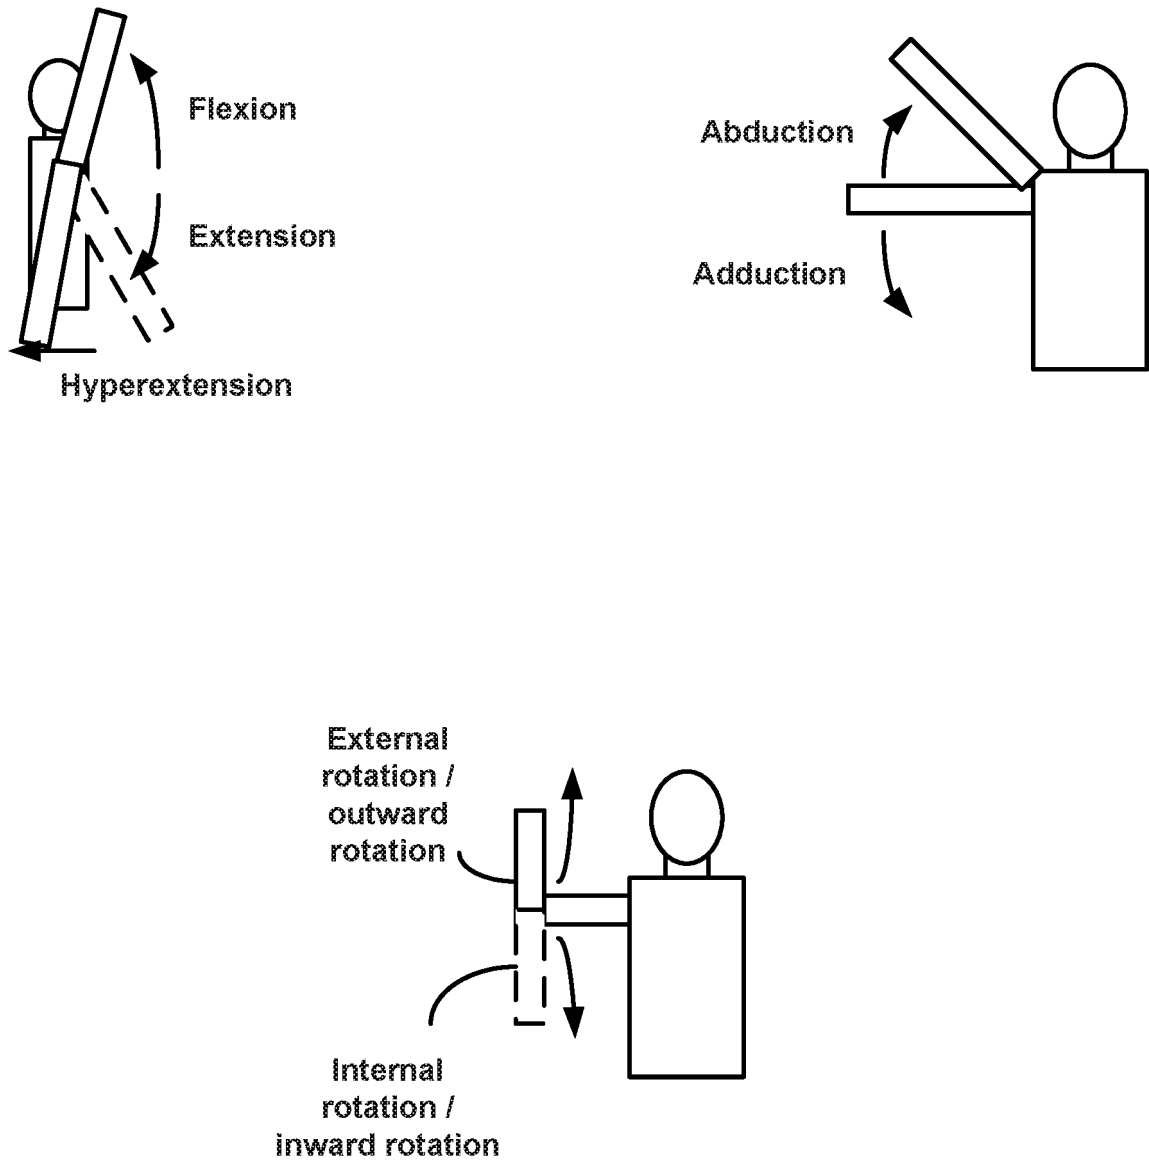 Flexion
Extension
Hyperextension
Abduction
Adduction
External
rotation /
outward
rotation
Internal
rotation /
inward rotation